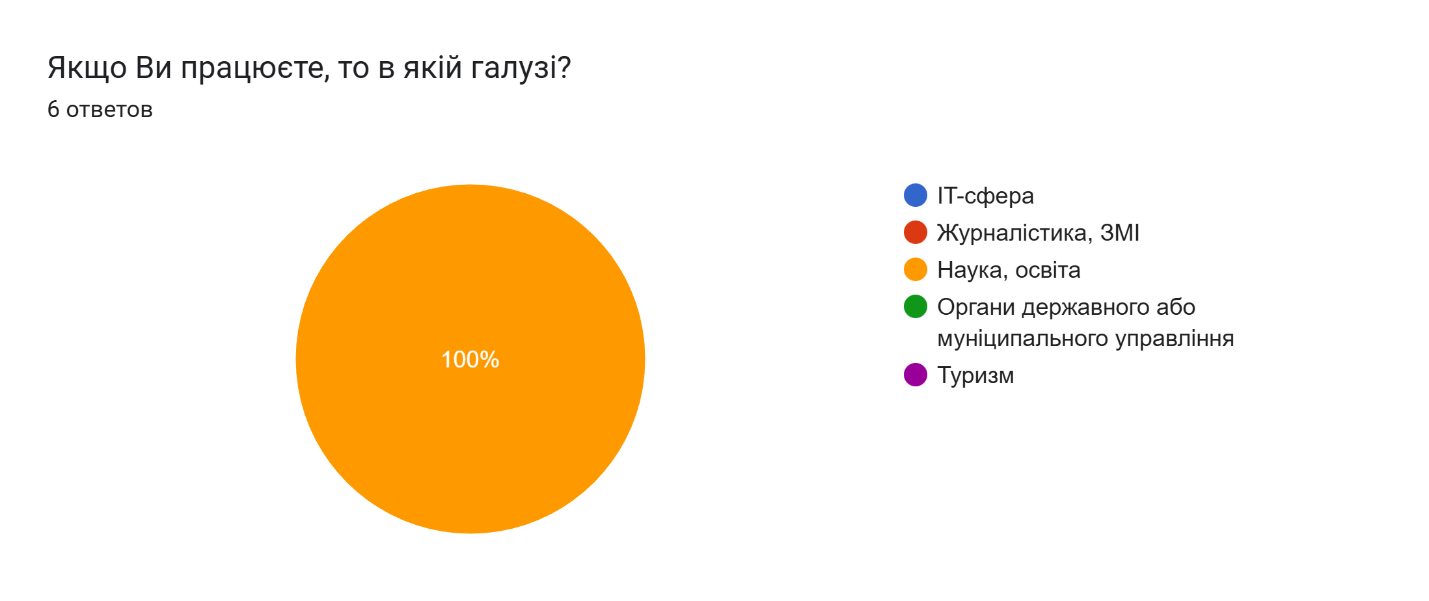 Якщо Ви працюєте, то в якій галузі?
6 ответов
100%
ІТ-сфера
Журналістика, ЗМІ
Наука, освіта
Органи державного або
муніципального управління
Туризм